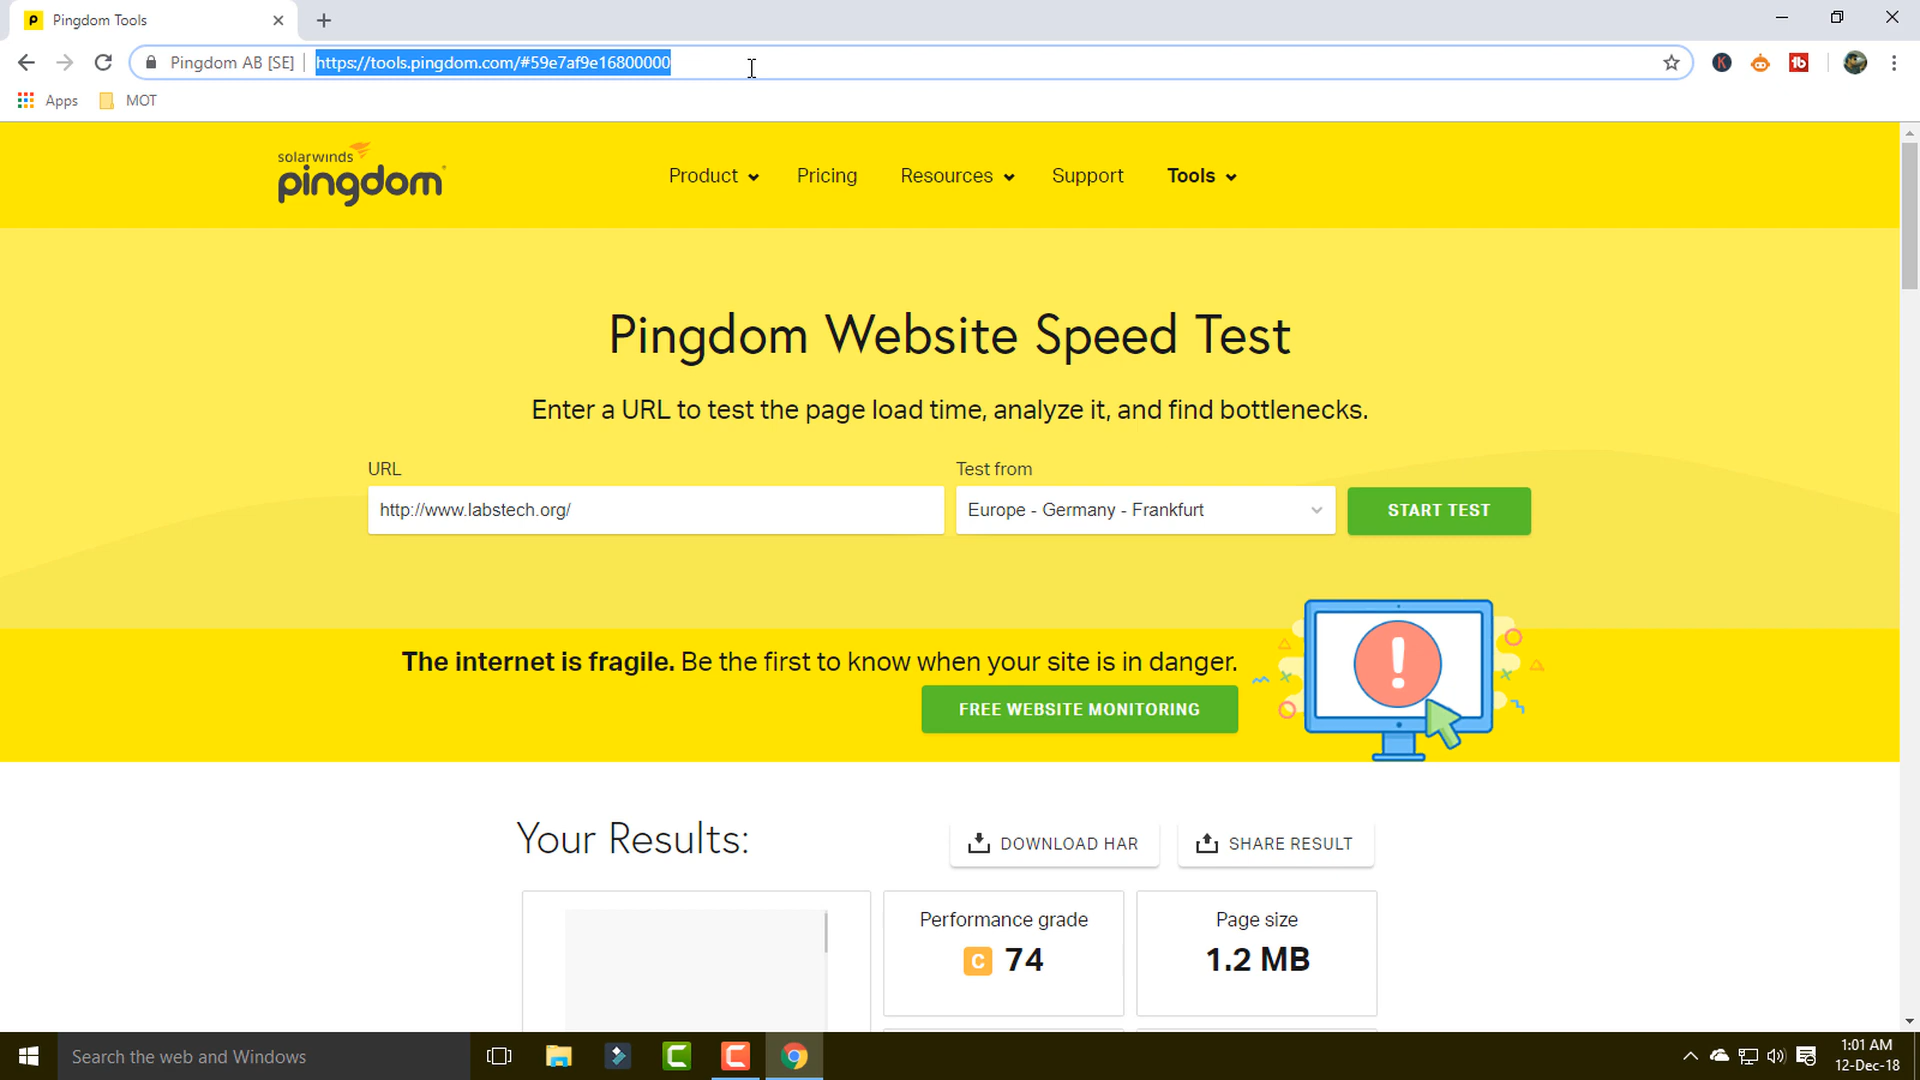 Pingdom Tools
Pingdom AB [SE] https://tools.pingdom.com/#59e7af9e16800000
Apps MOT
solarwinds
pingdom
Product Pricing Resources Support Tools
Pingdom Website Speed Test
Enter a URL to test the page load time, analyze it, and find bottlenecks.
URL Test from
http://www.labstech.org/ Europe - Germany - Frankfurt START TEST
The internet is fragile. Be the first to know when your site is in danger.
FREE WEBSITE MONITORING
Your Results: DOWNLOAD HAR SHARE RESULT
Performance grade Page size
C 74 1.2 MB
Search the web and Windows
1:01 AM
12-Dec-18